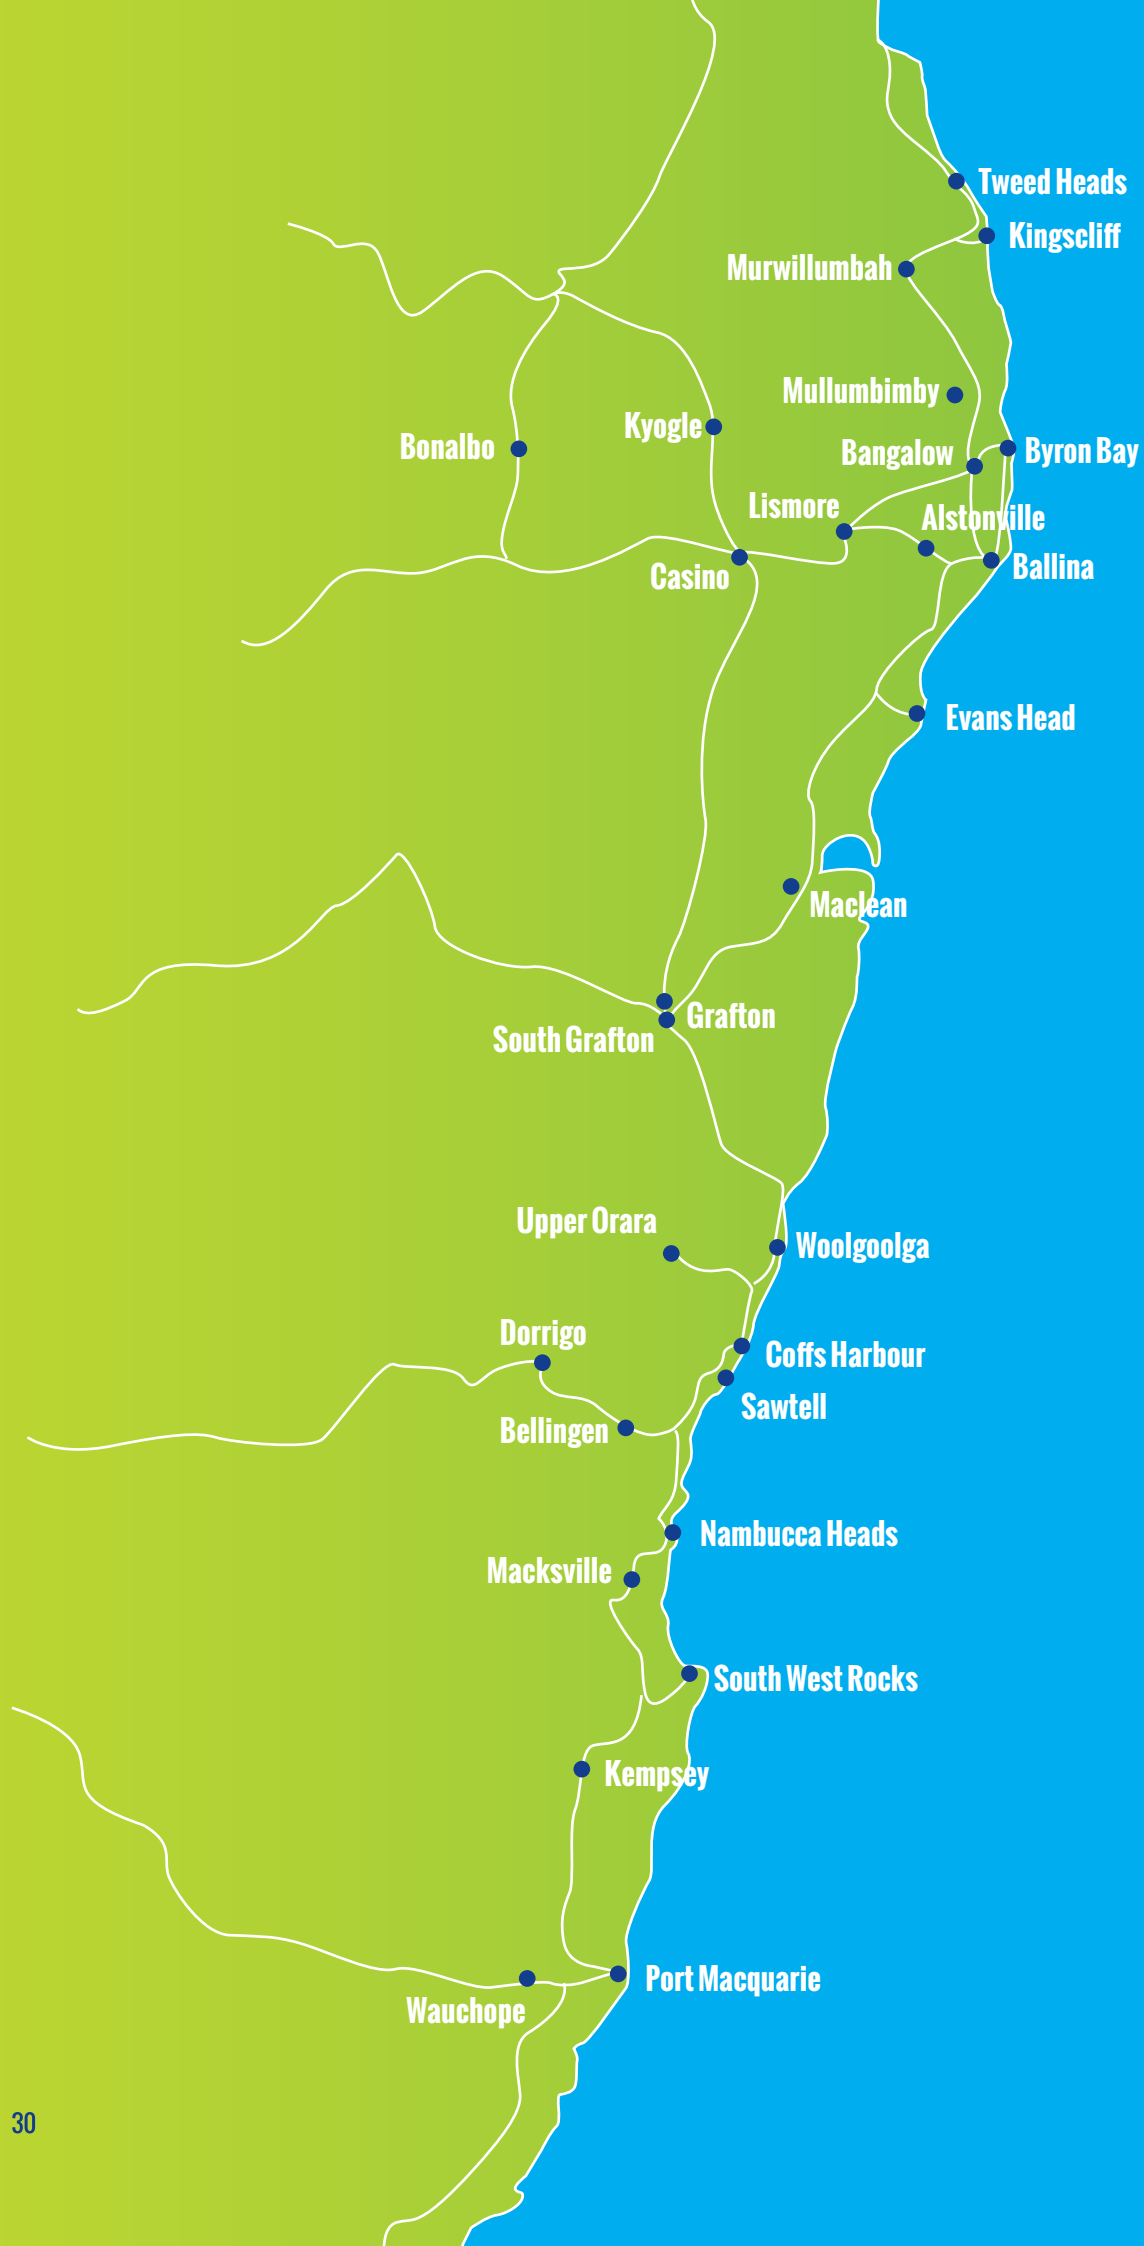 Tweed Heads
Kingscliff
Murwillumbah
Mullumbimby
Kyogle
Bonalbo
Bangalow
Byron Bay
Lismore
Alstonville
Casino
Ballina
Evans Head
Maclean
Grafton
South Grafton
Upper Orara
Woolgoolga
Dorrigo
Coffs Harbour
Sawtell
Bellingen
Nambucca Heads
Macksville
South West Rocks
Kempsey
Port Macquarie
Wauchope
30